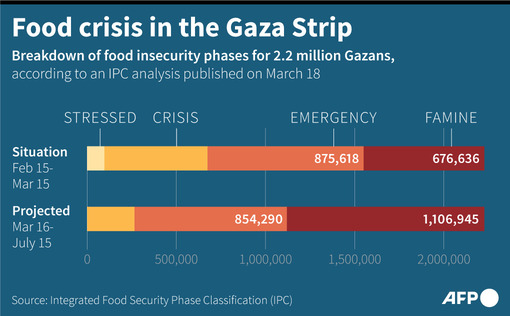 Food crisis in the Gaza Strip
Breakdown of food insecurity phases for 2.2 million Gazans,
according to an IPC analysis published on March 18
STRESSED CRISIS EMERGENCY FAMINE
Situation
Feb 15-
Mar 15
875,618 676,636
Projected
Mar 16-
July 15
854,290 1,106,945
0 500,000 1,000,000 1,500,000 2,000,000
Source: Integrated Food Security Phase Classification (IPC)
AFP